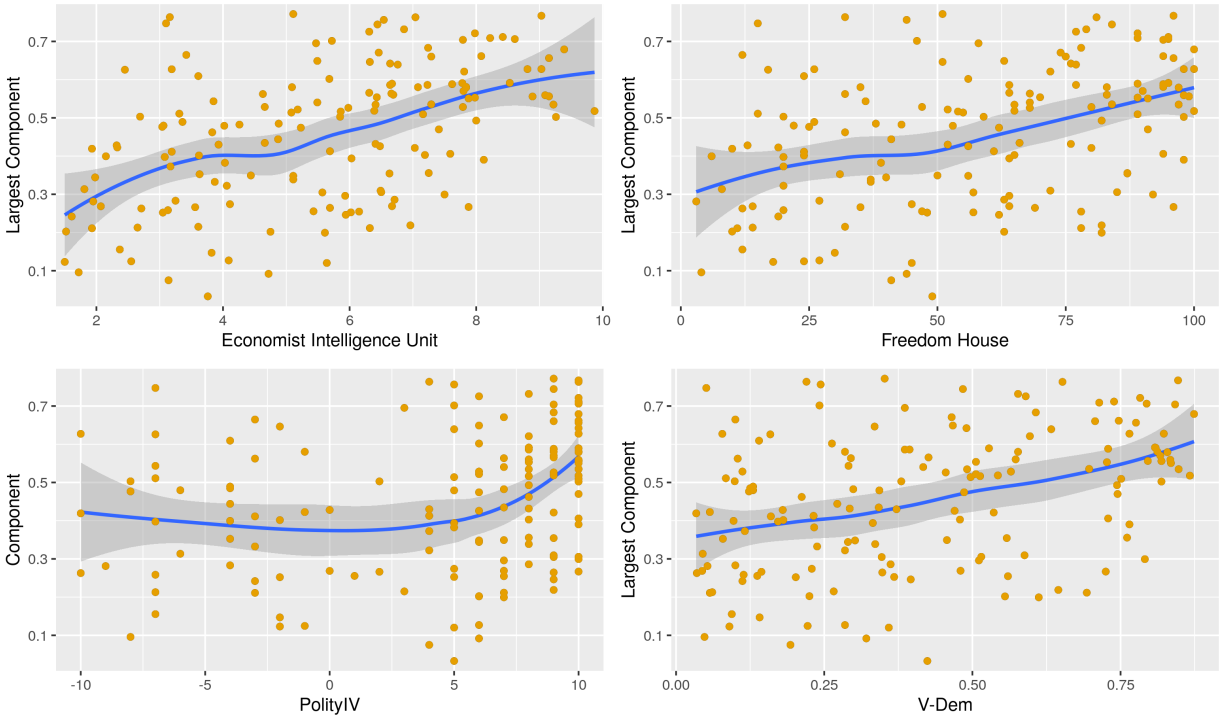 Largest Component
0.7
0.5
0.3
0.1
2 4 6 8 10
Economist Intelligence Unit
Largest Component
0.7
0.5
0.3
0.1
0 25 50 75 100
Freedom House
Component
0.7
0.5
0.3
0.1
-10 -5 0 5 10
PolityIV
Largest Component
0.7
0.5
0.3
0.1
0.00 0.25 0.50 0.75
V-Dem